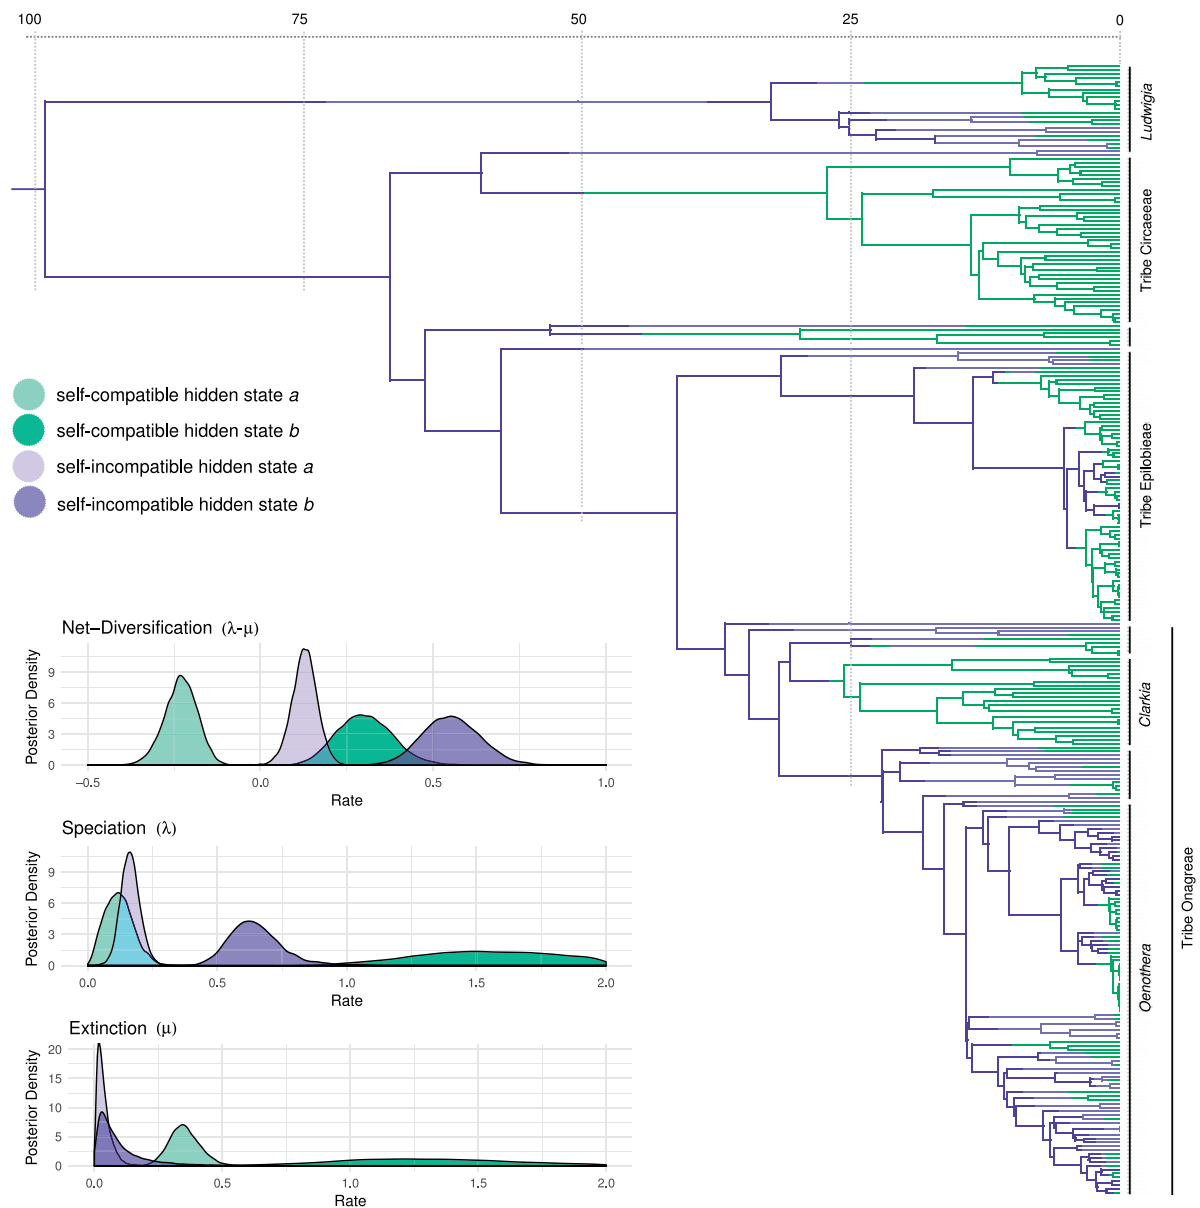 100 75 50 25 0
Ludwigia
Tribe Circaeeae
Tribe Epilobieae
Clarkia
Oenothera
Tribe Onagreae
self-compatible hidden state a
self-compatible hidden state b
self-incompatible hidden state a
self-incompatible hidden state b
Net–Diversification (λ-μ)
Posterior Density
9
6
3
0
−0.5 0.0 0.5 1.0
Rate
Speciation (λ)
Posterior Density
9
6
3
0
0.0 0.5 1.0 1.5 2.0
Rate
Extinction (μ)
Posterior Density
20
15
10
5
0
0.0 0.5 1.0 1.5 2.0
Rate